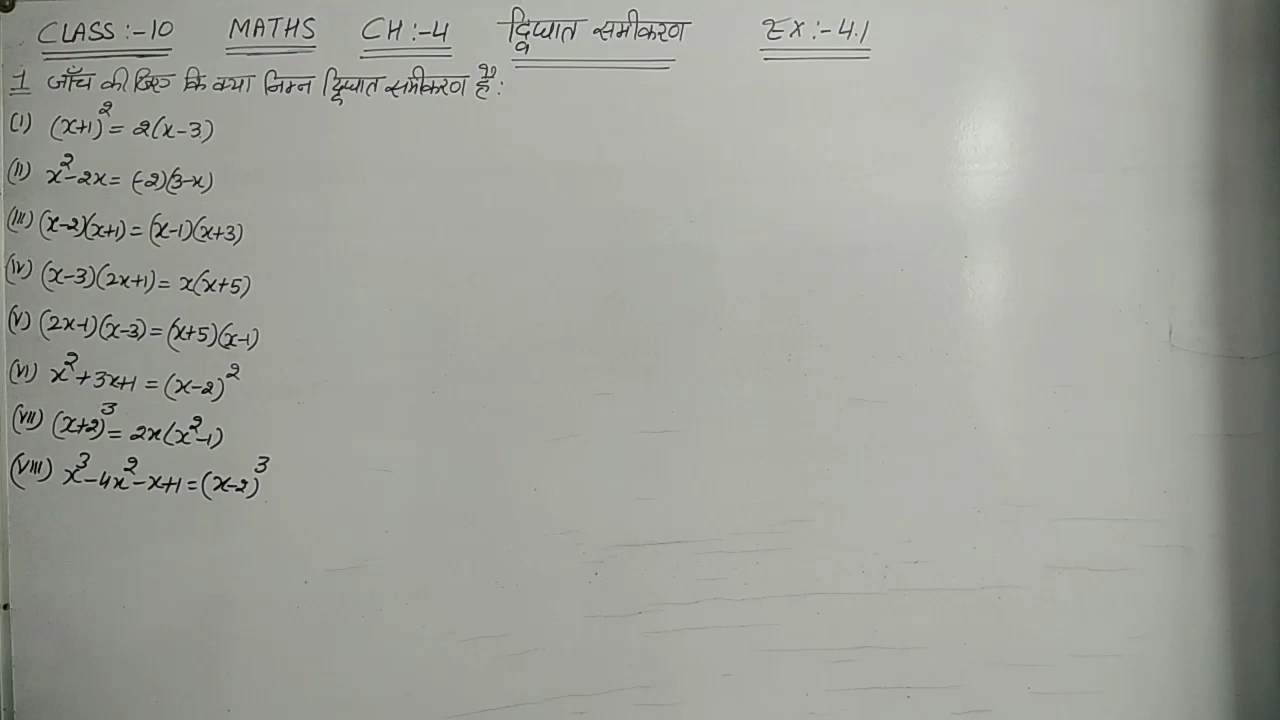 CLASS :-10 MATHS CH :-4 द्विघात समीकरण EX :- 4.1
1 जाँच कीजिए कि क्या निम्न द्विघात समीकरण हैं :
(i) (x+1)² = 2(x-3)
(ii) x²-2x = (-2)(3-x)
(iii) (x-2)(x+1) = (x-1)(x+3)
(iv) (x-3)(2x+1) = x(x+5)
(v) (2x-1)(x-3) = (x+5)(x-1)
(vi) x²+3x+1 = (x-2)²
(vii) (x+2)³ = 2x(x²-1)
(viii) x³-4x²-x+1 = (x-2)³